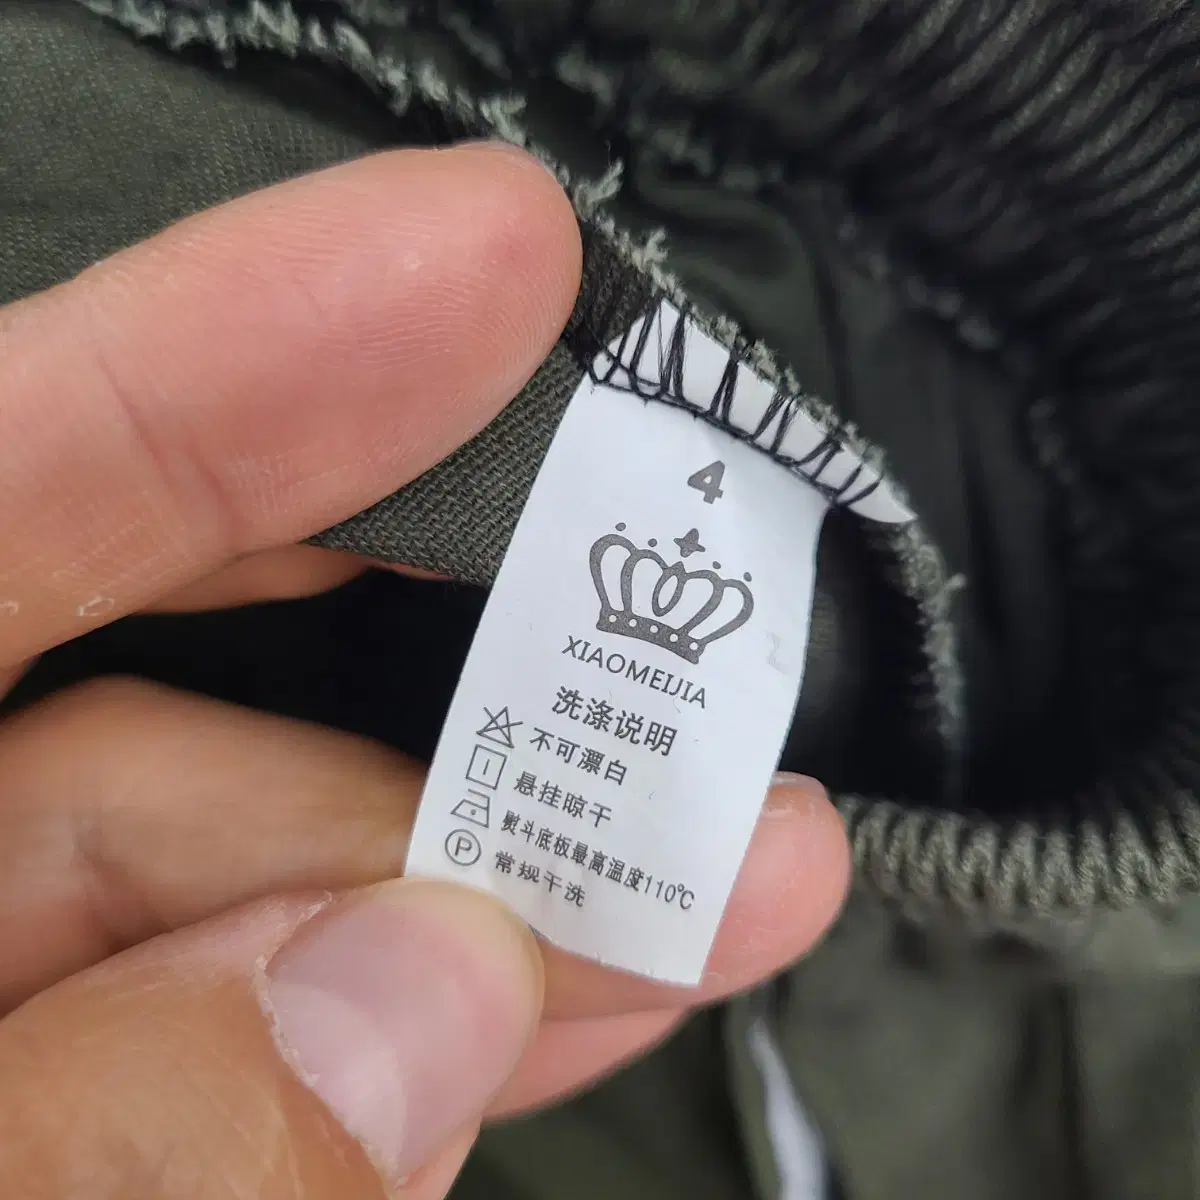 4
XIAOMEIJIA
洗涤说明
不可漂白
悬挂晾干
熨斗底板最高温度110℃
P 常规干洗